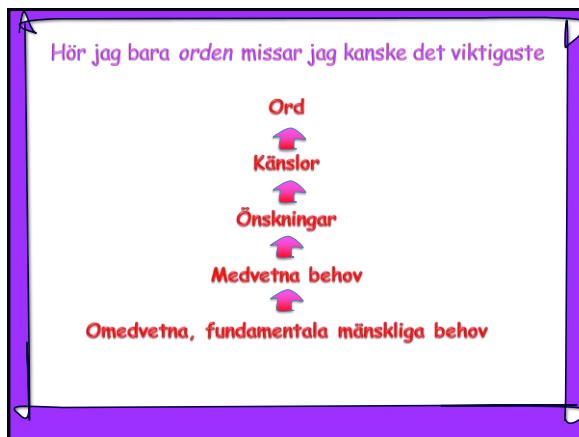 Hör jag bara orden missar jag kanske det viktigaste
Ord
Känslor
Önskningar
Medvetna behov
Omedvetna, fundamentala mänskliga behov